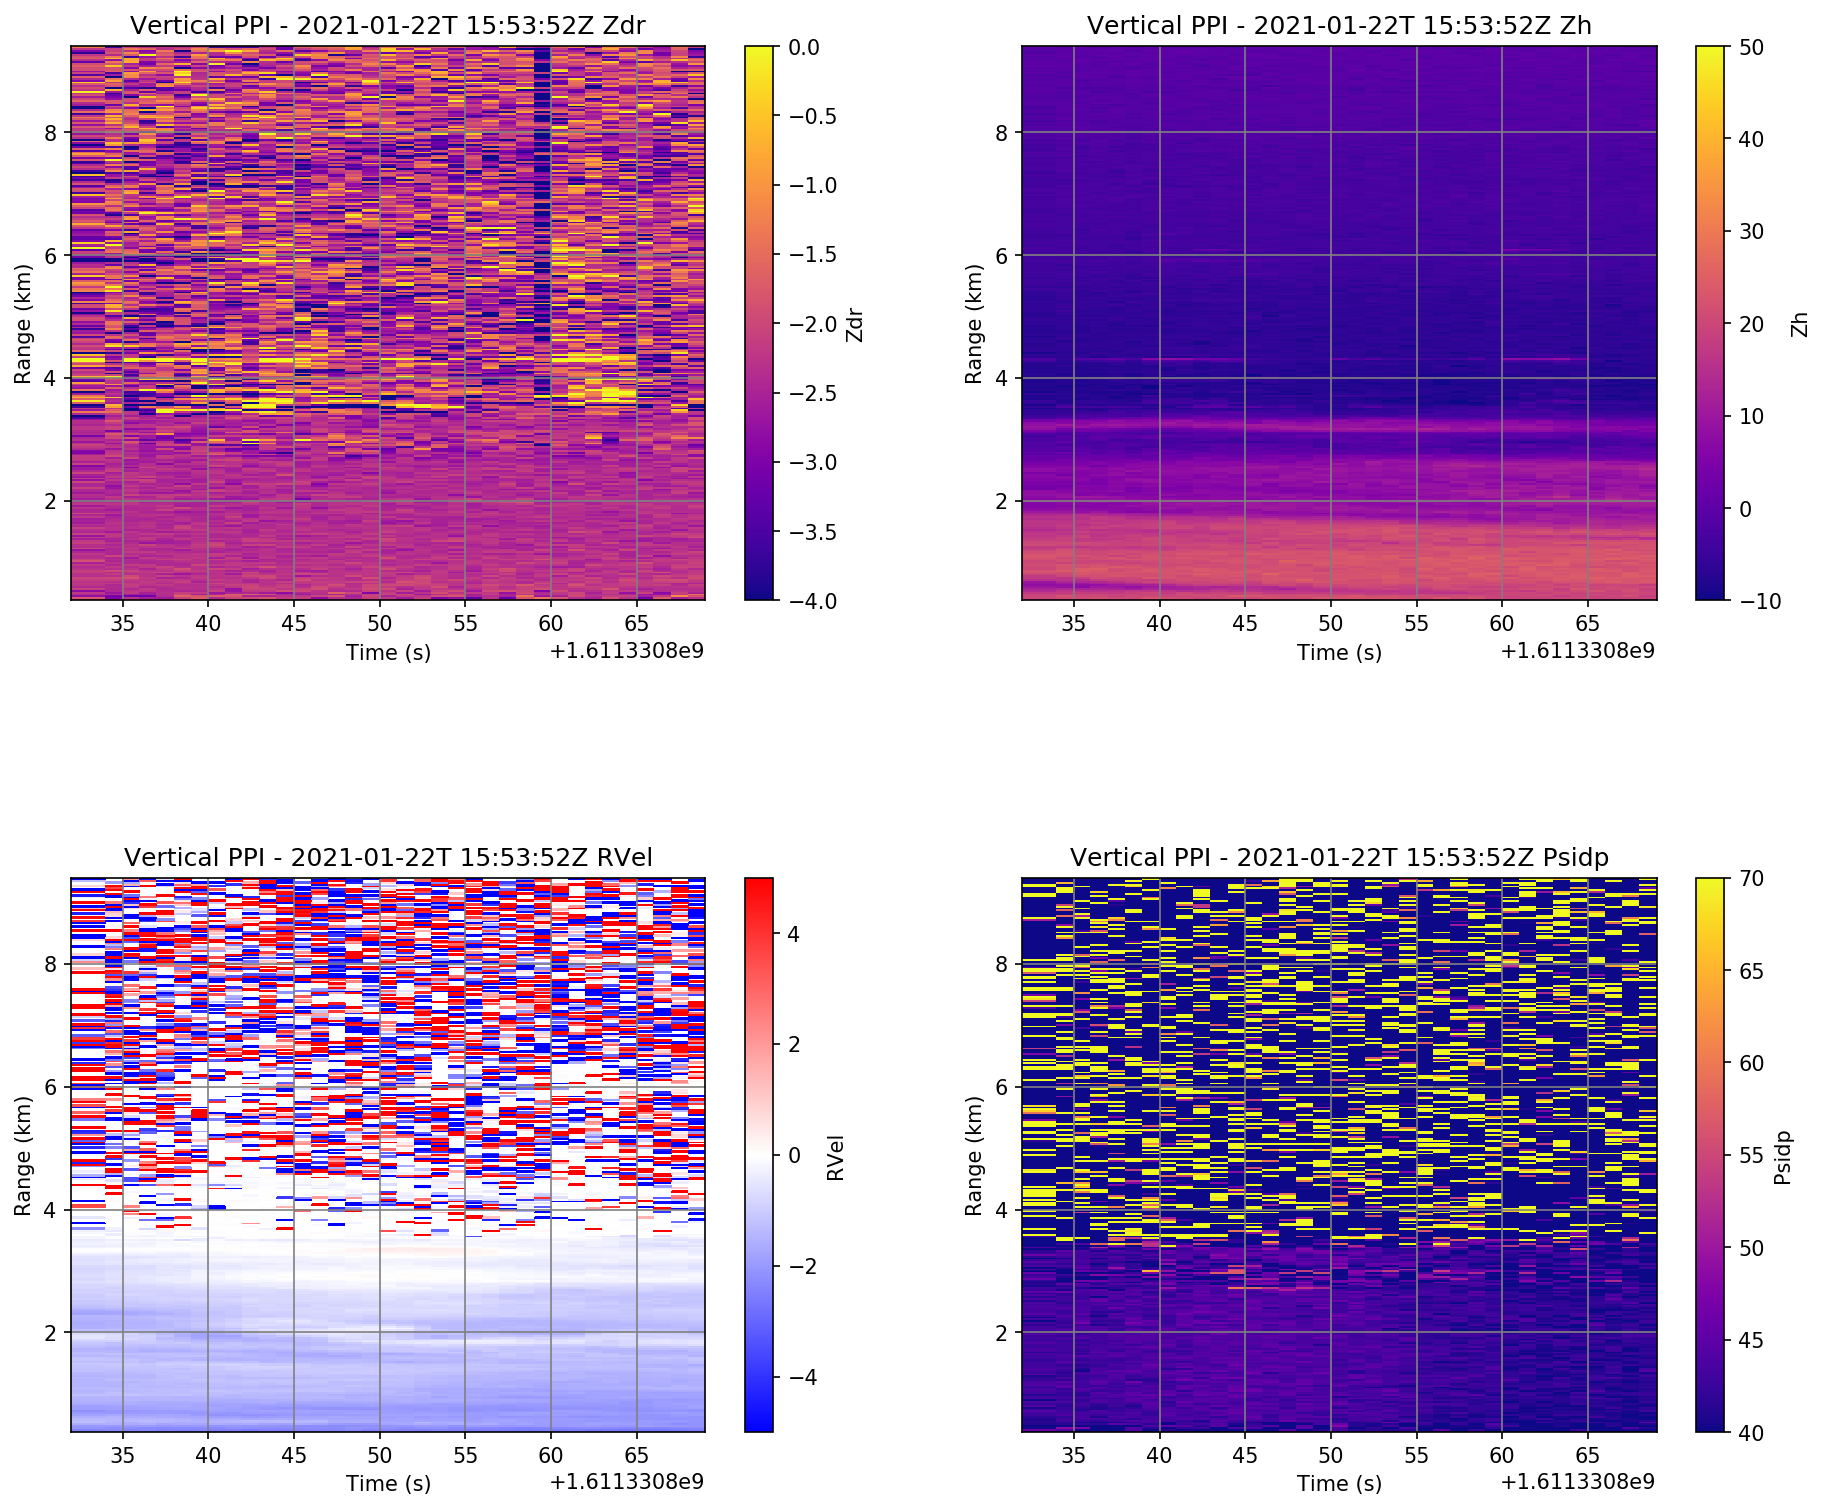 Vertical PPI - 2021-01-22T 15:53:52Z Zdr
Range (km)
8
6
4
2
35 40 45 50 55 60 65
Time (s)
+1.6113308e9
0.0
−0.5
−1.0
−1.5
−2.0
−2.5
−3.0
−3.5
−4.0
Zdr
Vertical PPI - 2021-01-22T 15:53:52Z Zh
Range (km)
8
6
4
2
35 40 45 50 55 60 65
Time (s)
+1.6113308e9
50
40
30
20
10
0
−10
Zh
Vertical PPI - 2021-01-22T 15:53:52Z RVel
Range (km)
8
6
4
2
35 40 45 50 55 60 65
Time (s)
+1.6113308e9
4
2
0
−2
−4
RVel
Vertical PPI - 2021-01-22T 15:53:52Z Psidp
Range (km)
8
6
4
2
35 40 45 50 55 60 65
Time (s)
+1.6113308e9
70
65
60
55
50
45
40
Psidp